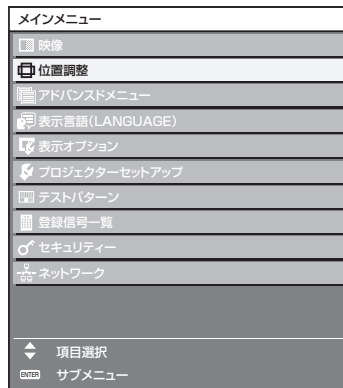 メインメニュー
映像
位置調整
アドバンスドメニュー
表示言語(LANGUAGE)
表示オプション
プロジェクターセットアップ
テストパターン
登録信号一覧
セキュリティー
ネットワーク
項目選択
ENTER サブメニュー